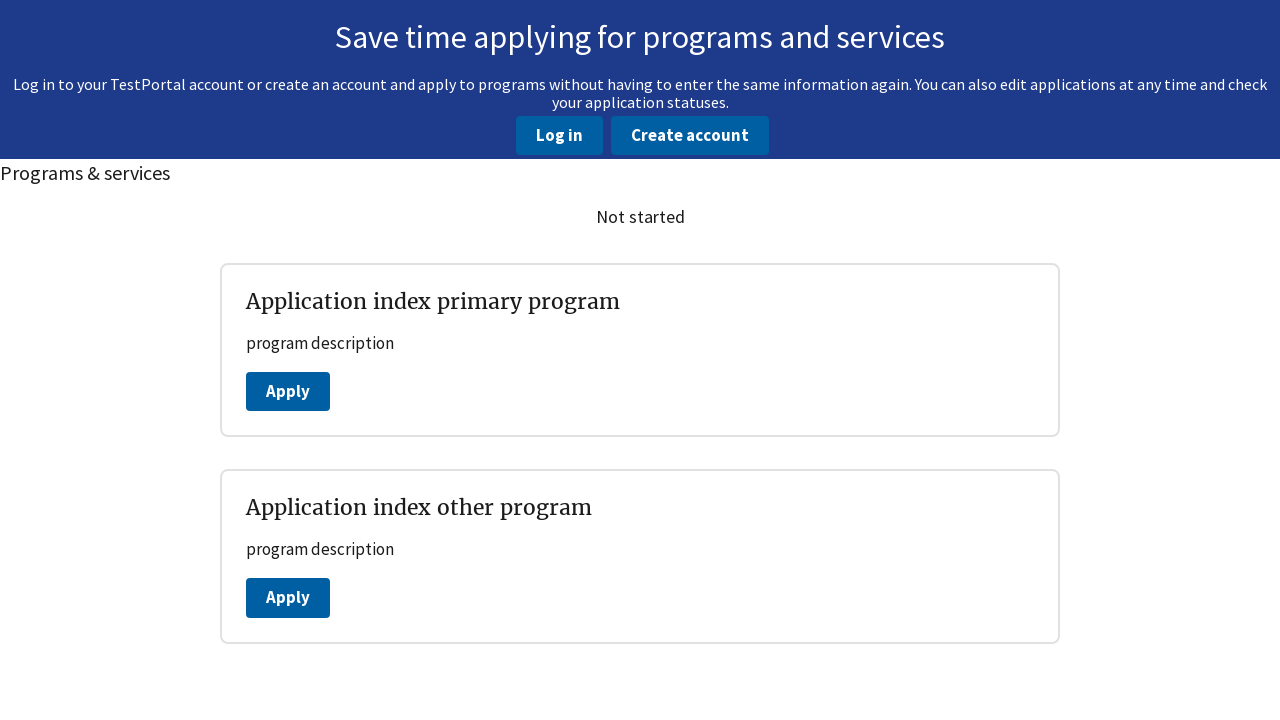 Save time applying for programs and services
Log in to your TestPortal account or create an account and apply to programs without having to enter the same information again. You can also edit applications at any time and check
your application statuses.
Log in
Create account
Programs & services
Not started
Application index primary program
program description
Apply
Application index other program
program description
Apply